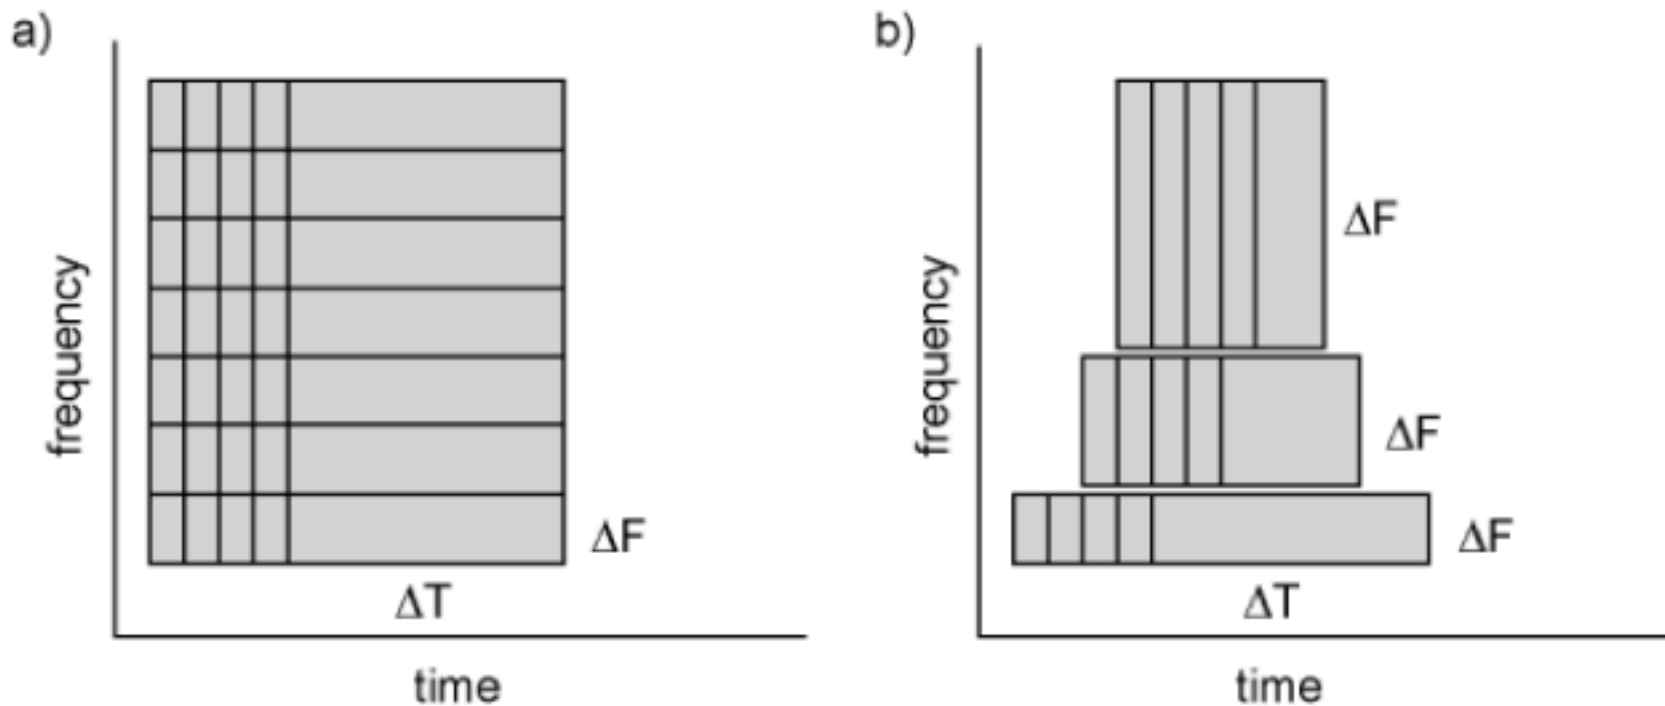 a)
frequency
ΔF
ΔT
time
b)
frequency
ΔF
ΔF
ΔF
ΔT
time